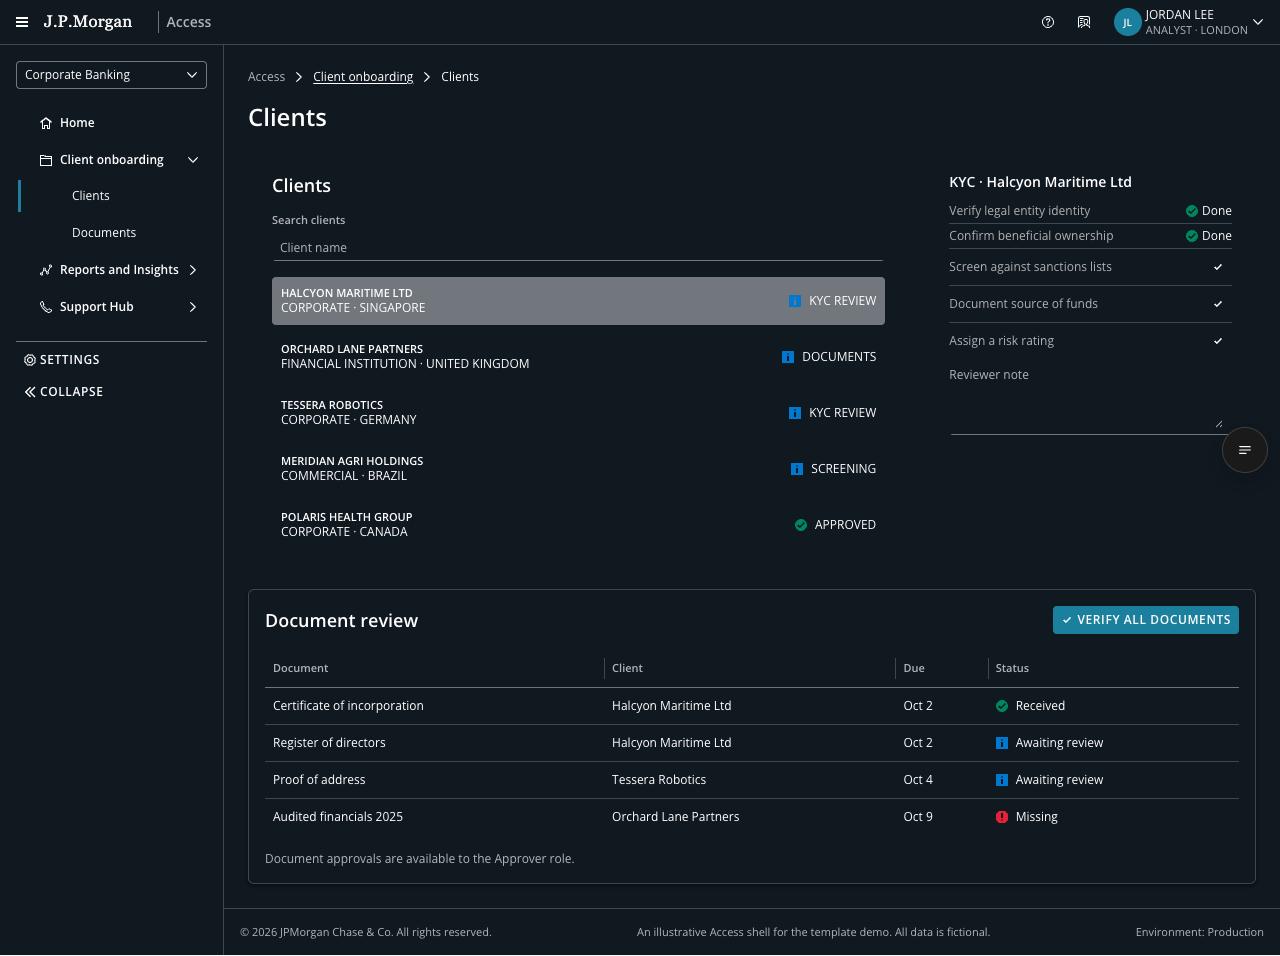 J.P.Morgan
Access
JL
JORDAN LEE
ANALYST · LONDON
Corporate Banking
Home
Client onboarding
Clients
Documents
Reports and Insights
Support Hub
SETTINGS
COLLAPSE
Access
Client onboarding
Clients
Clients
Clients
Search clients
Client name
HALCYON MARITIME LTD
CORPORATE · SINGAPORE
KYC REVIEW
ORCHARD LANE PARTNERS
FINANCIAL INSTITUTION · UNITED KINGDOM
DOCUMENTS
TESSERA ROBOTICS
CORPORATE · GERMANY
KYC REVIEW
MERIDIAN AGRI HOLDINGS
COMMERCIAL · BRAZIL
SCREENING
POLARIS HEALTH GROUP
CORPORATE · CANADA
APPROVED
KYC · Halcyon Maritime Ltd
Verify legal entity identity Done
Confirm beneficial ownership Done
Screen against sanctions lists
Document source of funds
Assign a risk rating
Reviewer note
Document review
VERIFY ALL DOCUMENTS
Document Client Due Status
Certificate of incorporation Halcyon Maritime Ltd Oct 2 Received
Register of directors Halcyon Maritime Ltd Oct 2 Awaiting review
Proof of address Tessera Robotics Oct 4 Awaiting review
Audited financials 2025 Orchard Lane Partners Oct 9 Missing
Document approvals are available to the Approver role.
© 2026 JPMorgan Chase & Co. All rights reserved.
An illustrative Access shell for the template demo. All data is fictional.
Environment: Production